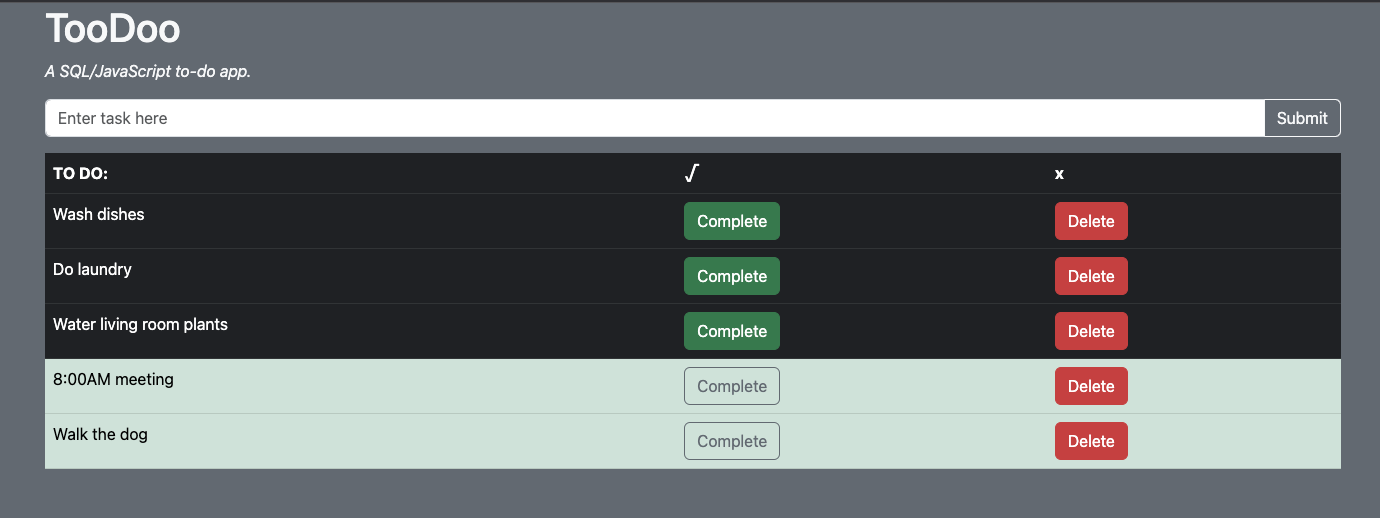 TooDoo
A SQL/JavaScript to-do app.
Enter task here Submit
TO DO: √ x
Wash dishes Complete Delete
Do laundry Complete Delete
Water living room plants Complete Delete
8:00AM meeting Complete Delete
Walk the dog Complete Delete